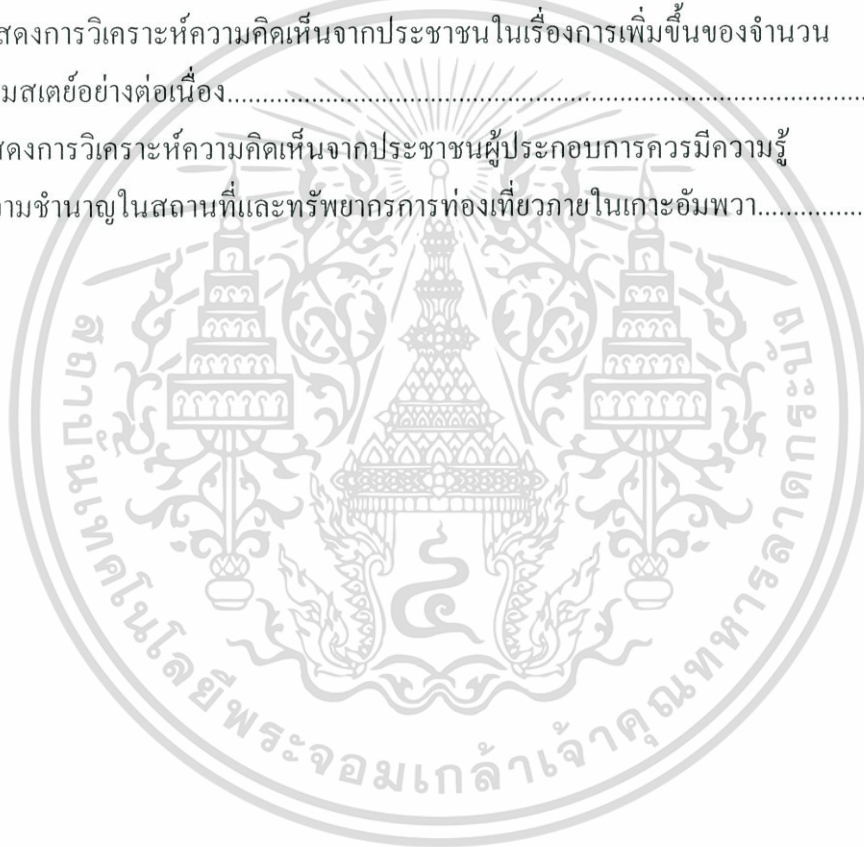 สดงการวิเคราะห์ความคิดเห็นจากประชาชนในเรื่องการเพิ่มขึ้นของจำนวน
มสเตย์อย่างต่อเนื่อง................................................................................
สดงการวิเคราะห์ความคิดเห็นจากประชาชนผู้ประกอบการควรมีความรู้
ามชำนาญในสถานที่และทรัพยากรการท่องเที่ยวภายในเกาะอัมพวา................
สถาบันเทคโนโลยีพระจอมเกล้าเจ้าคุณทหารลาดกระบัง